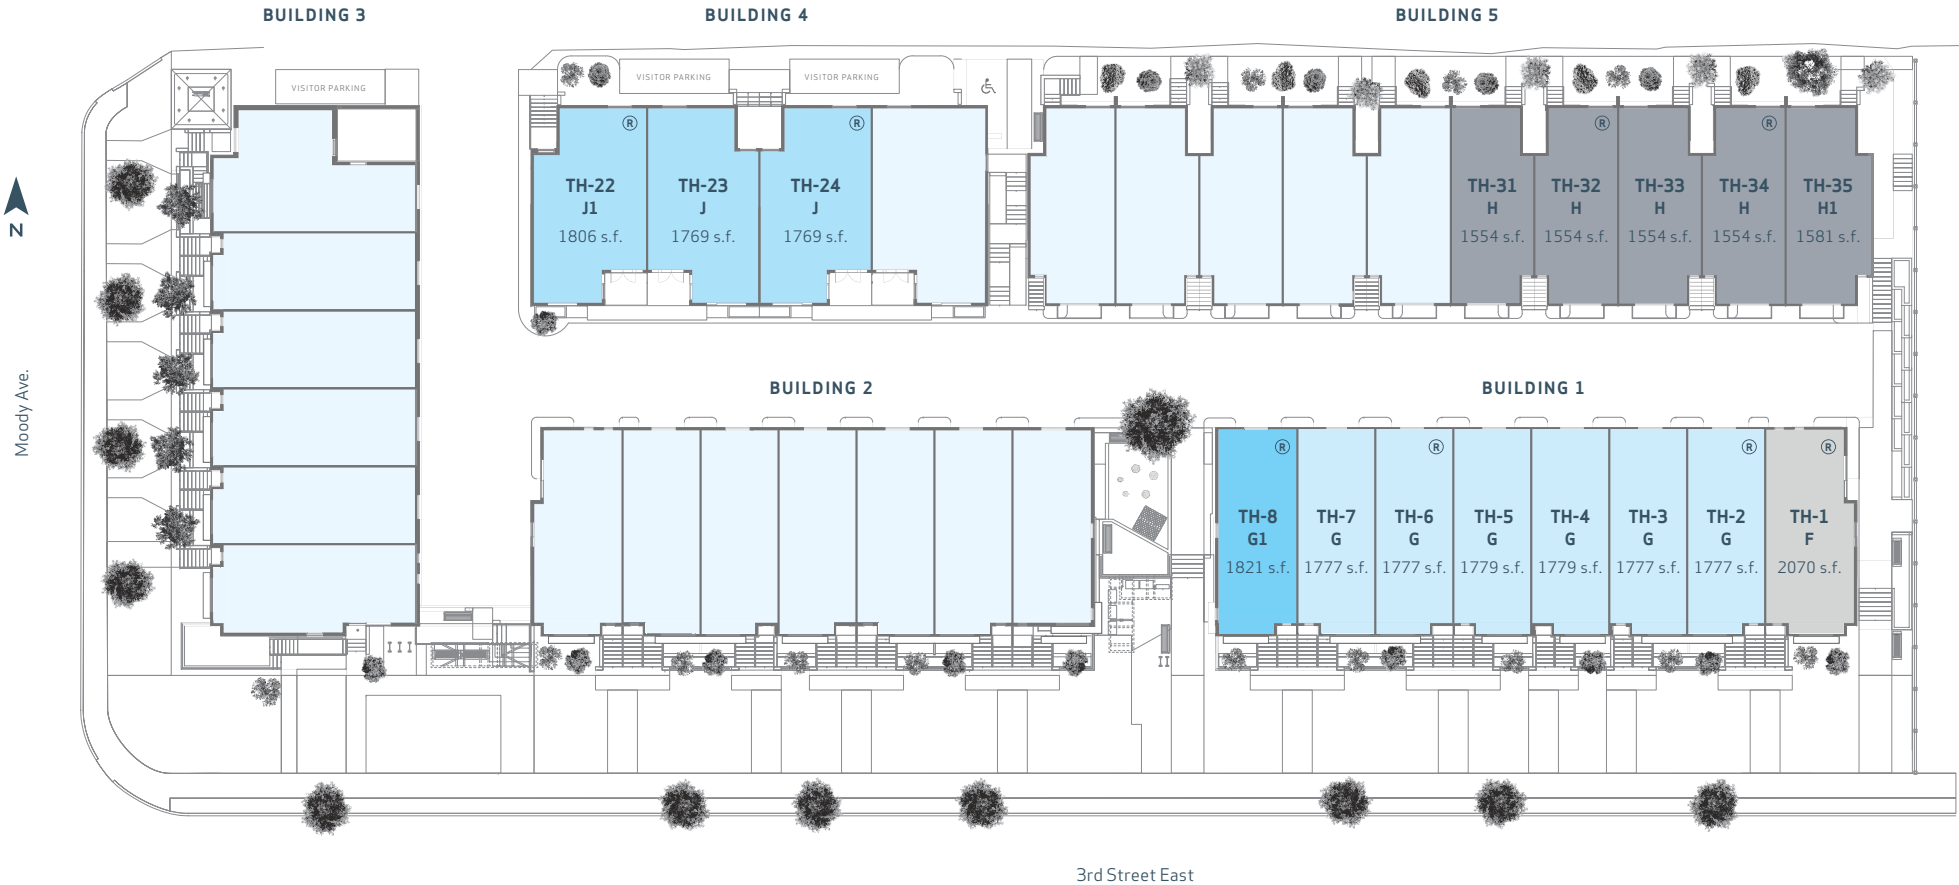 BUILDING 3
BUILDING 4
BUILDING 5
VISITOR PARKING
VISITOR PARKING
VISITOR PARKING
®
®
®
®
TH-22
J1
1806 s.f.
TH-23
J
1769 s.f.
TH-24
J
1769 s.f.
TH-31
H
1554 s.f.
TH-32
H
1554 s.f.
TH-33
H
1554 s.f.
TH-34
H
1554 s.f.
TH-35
H1
1581 s.f.
N
Moody Ave.
BUILDING 2
BUILDING 1
®
®
®
®
TH-8
G1
1821 s.f.
TH-7
G
1777 s.f.
TH-6
G
1777 s.f.
TH-5
G
1779 s.f.
TH-4
G
1779 s.f.
TH-3
G
1777 s.f.
TH-2
G
1777 s.f.
TH-1
F
2070 s.f.
3rd Street East